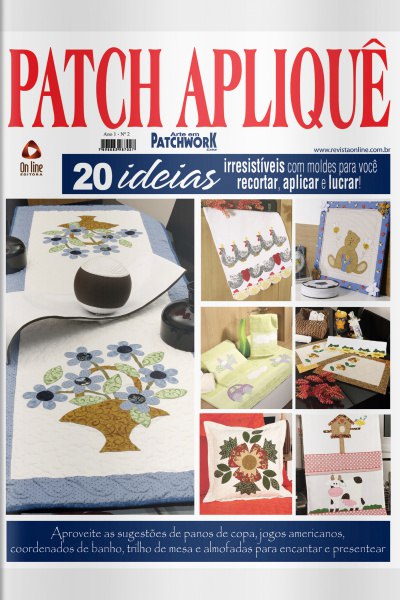 PATCH APLIQUÊ
Ano 1 - Nº 2
Arte em
PATCHWORK
On line
EDITORA
www.revistaonline.com.br
20 ideias irresistíveis com moldes para você
recortar, aplicar e lucrar!
Aproveite as sugestões de panos de copa, jogos americanos,
coordenados de banho, trilho de mesa e almofadas para encantar e presentear